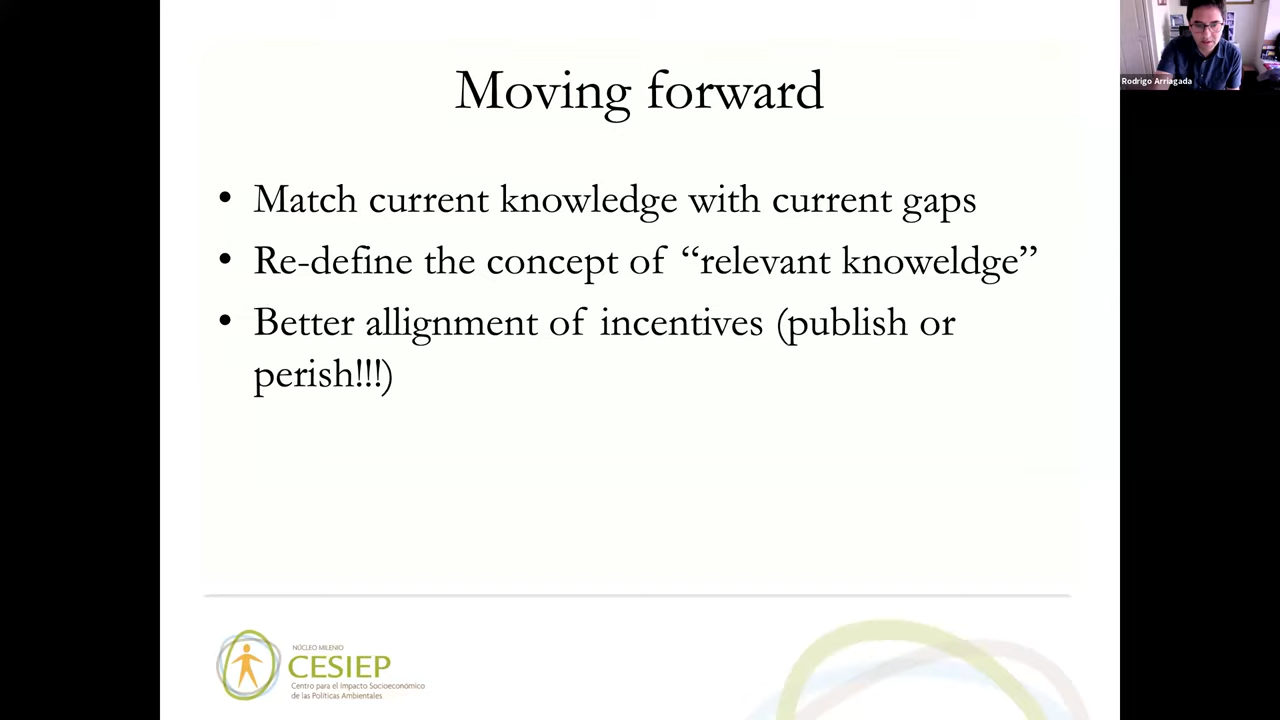 Moving forward
Rodrigo Arriagada
• Match current knowledge with current gaps
• Re-define the concept of “relevant knoweldge”
• Better allignment of incentives (publish or
perish!!!)
NÚCLEO MILENIO
CESIEP
Centro para el Impacto Socioeconómico
de las Políticas Ambientales